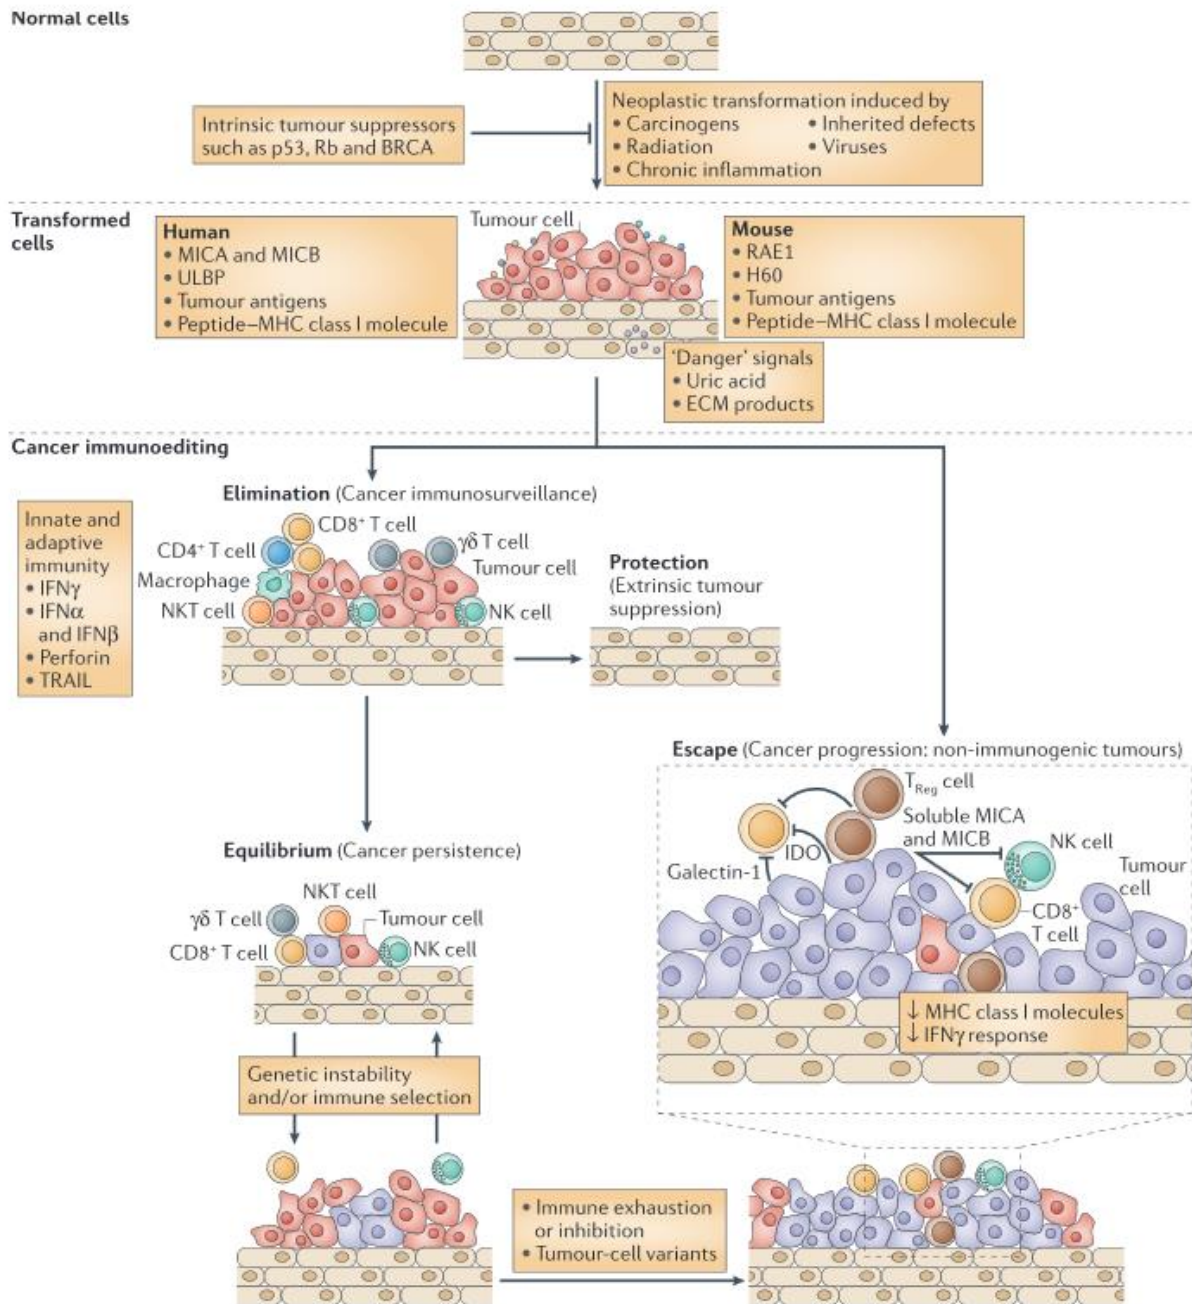 Normal cells
Intrinsic tumour suppressors
such as p53, Rb and BRCA
Neoplastic transformation induced by
• Carcinogens
• Inherited defects
• Radiation
• Viruses
• Chronic inflammation
Transformed
cells
Human
• MICA and MICB
• ULBP
• Tumour antigens
• Peptide–MHC class I molecule
Tumour cell
Mouse
• RAE1
• H60
• Tumour antigens
• Peptide–MHC class I molecule
'Danger' signals
• Uric acid
• ECM products
Cancer immunoediting
Innate and
adaptive
immunity
• IFNγ
• IFNα
and IFNβ
• Perforin
• TRAIL
Elimination (Cancer immunosurveillance)
CD8⁺ T cell
CD4⁺ T cell
γδ T cell
Macrophage
Tumour cell
NKT cell
NK cell
Protection
(Extrinsic tumour
suppression)
Equilibrium (Cancer persistence)
NKT cell
γδ T cell
Tumour cell
CD8⁺ T cell
NK cell
Genetic instability
and/or immune selection
Escape (Cancer progression: non-immunogenic tumours)
T_Reg cell
Soluble MICA
and MICB
NK cell
IDO
Galectin-1
Tumour
cell
CD8⁺
T cell
↓ MHC class I molecules
↓ IFNγ response
• Immune exhaustion
or inhibition
• Tumour-cell variants